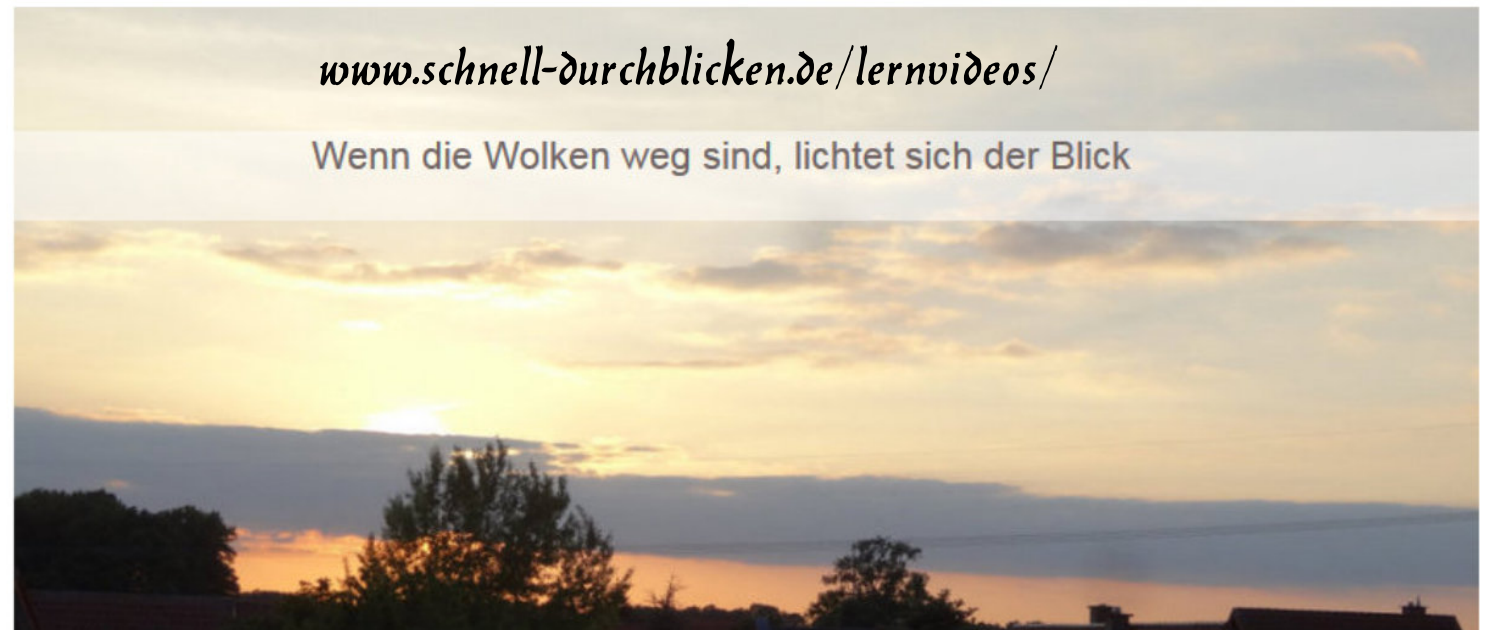 www.schnell-durchblicken.de/lernvideos/
Wenn die Wolken weg sind, lichtet sich der Blick